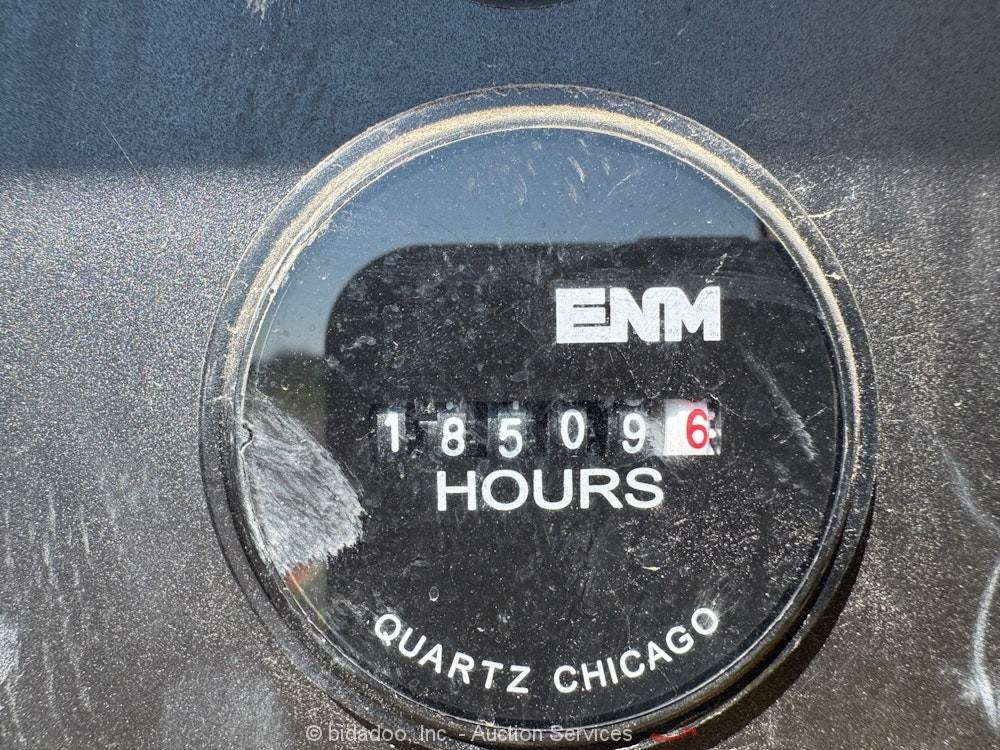 ENM
185096
HOURS
QUARTZ CHICAGO
© bidadoo, Inc. - Auction Services